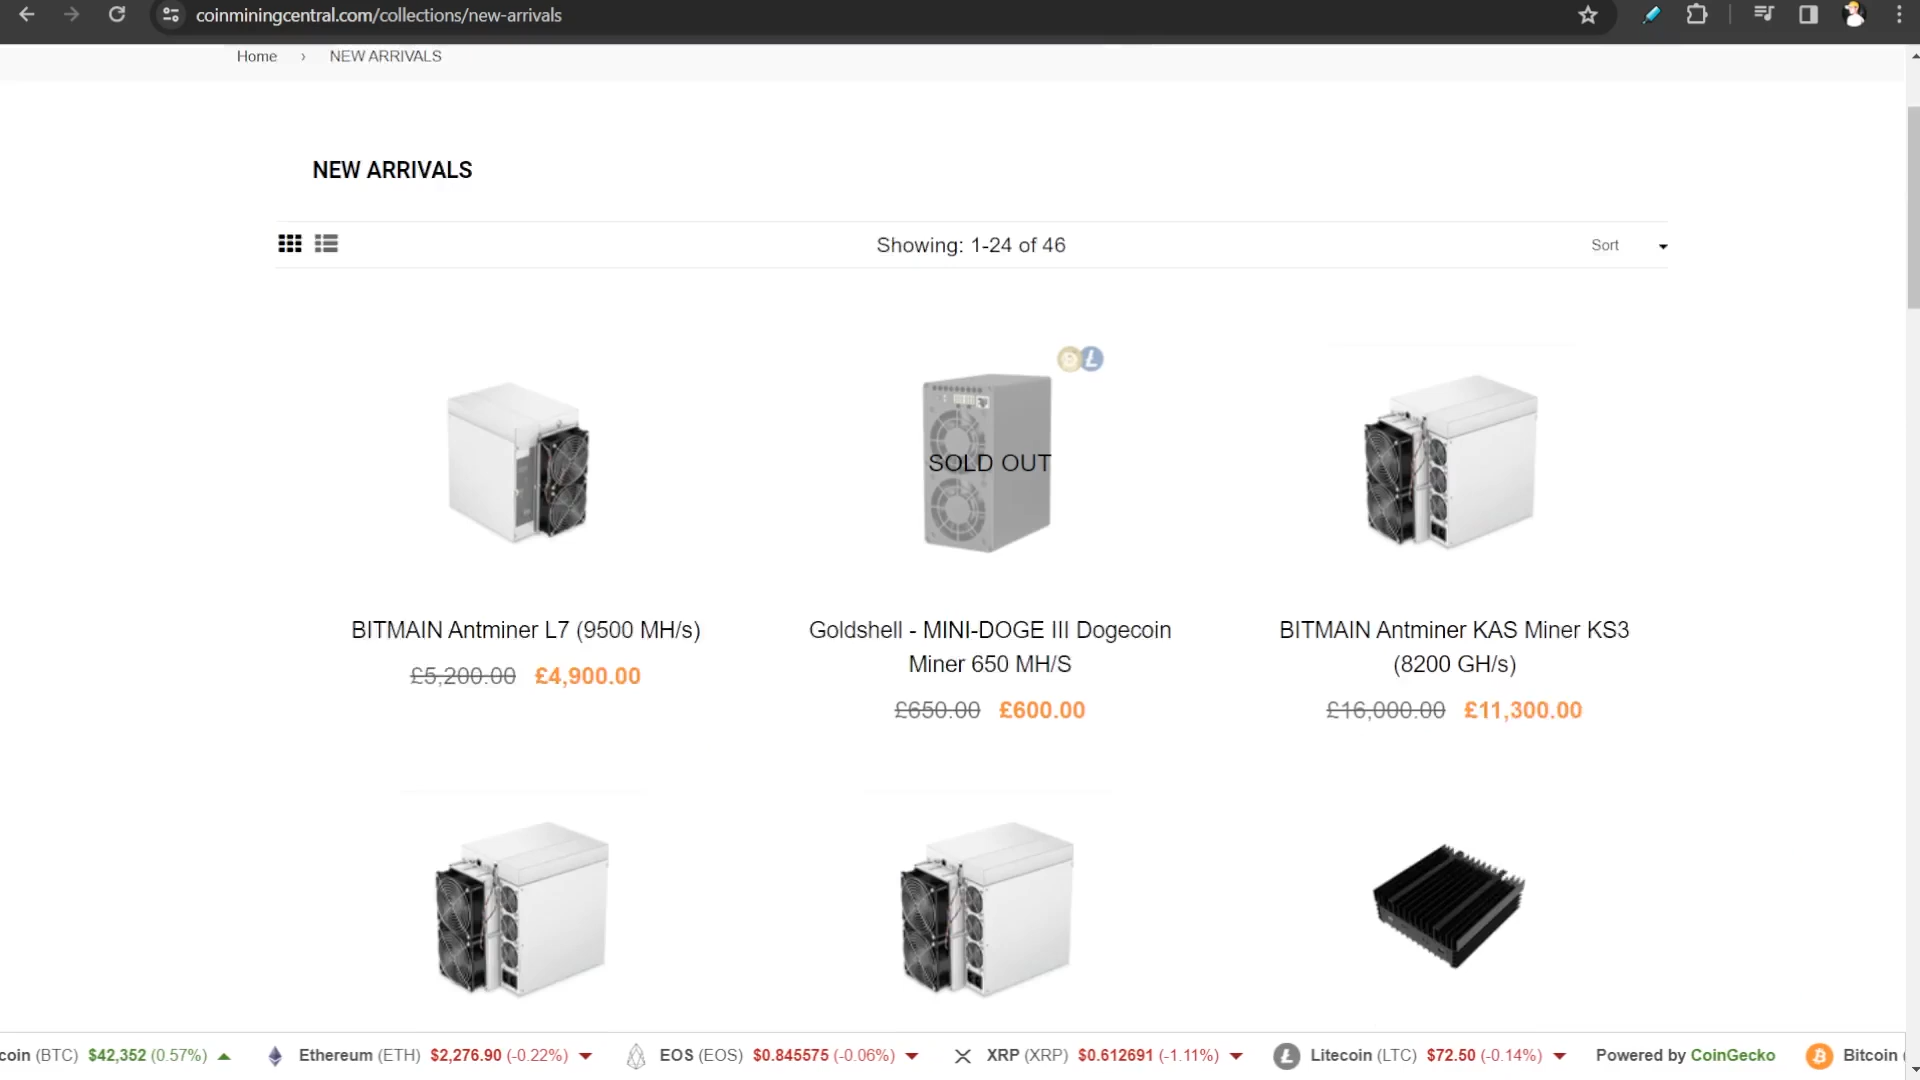 coinminingcentral.com/collections/new-arrivals
Home › NEW ARRIVALS
NEW ARRIVALS
Showing: 1-24 of 46
Sort
SOLD OUT
BITMAIN Antminer L7 (9500 MH/s)
£5,200.00 £4,900.00
Goldshell - MINI-DOGE III Dogecoin
Miner 650 MH/S
£650.00 £600.00
BITMAIN Antminer KAS Miner KS3
(8200 GH/s)
£16,000.00 £11,300.00
coin (BTC) $42,352 (0.57%) Ethereum (ETH) $2,276.90 (-0.22%) EOS (EOS) $0.845575 (-0.06%) XRP (XRP) $0.612691 (-1.11%) Litecoin (LTC) $72.50 (-0.14%) Powered by CoinGecko Bitcoin (